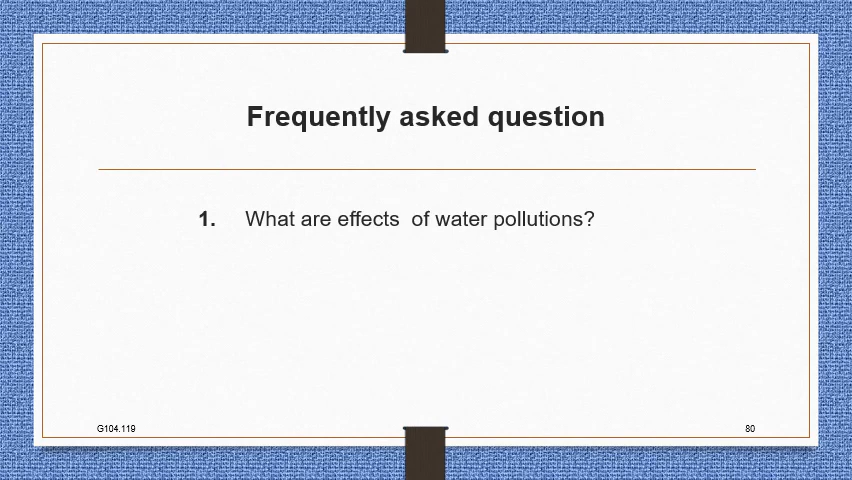 Frequently asked question
1. What are effects  of water pollutions?
G104.119
80